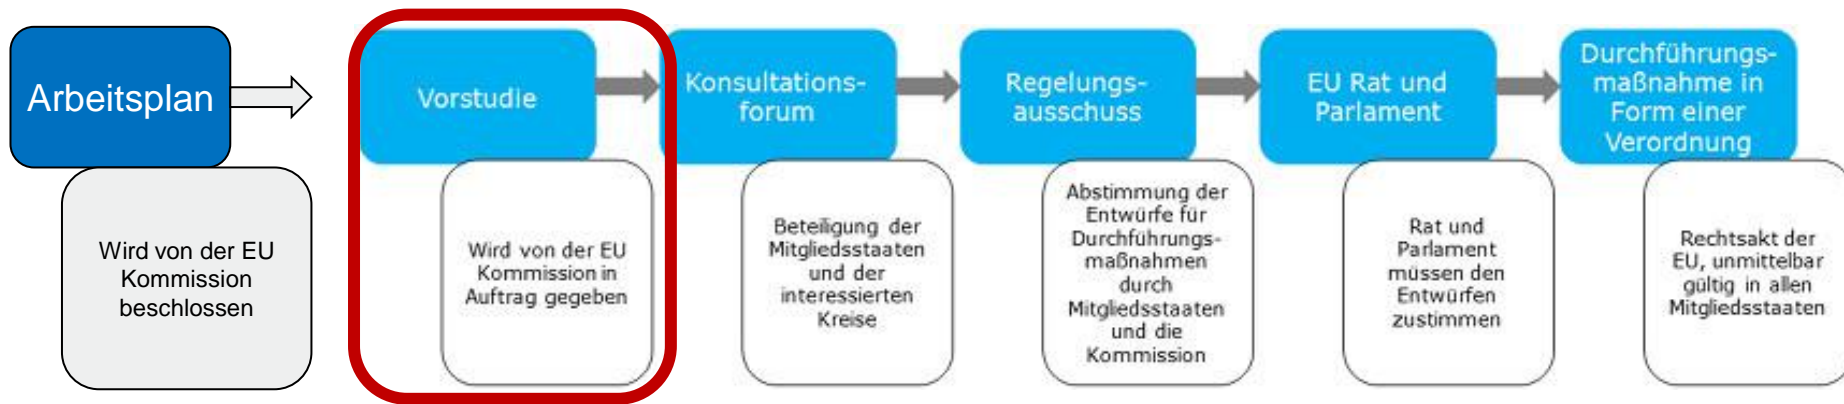 Arbeitsplan
Wird von der EU
Kommission
beschlossen
Vorstudie
Wird von der EU
Kommission in
Auftrag gegeben
Konsultations-
forum
Beteiligung der
Mitgliedsstaaten
und der
interessierten
Kreise
Regelungs-
ausschuss
Abstimmung der
Entwürfe für
Durchführungs-
maßnahmen
durch
Mitgliedsstaaten
und die
Kommission
EU Rat und
Parlament
Rat und
Parlament
müssen den
Entwürfen
zustimmen
Durchführungs-
maßnahme in
Form einer
Verordnung
Rechtsakt der
EU, unmittelbar
gültig in allen
Mitgliedsstaaten